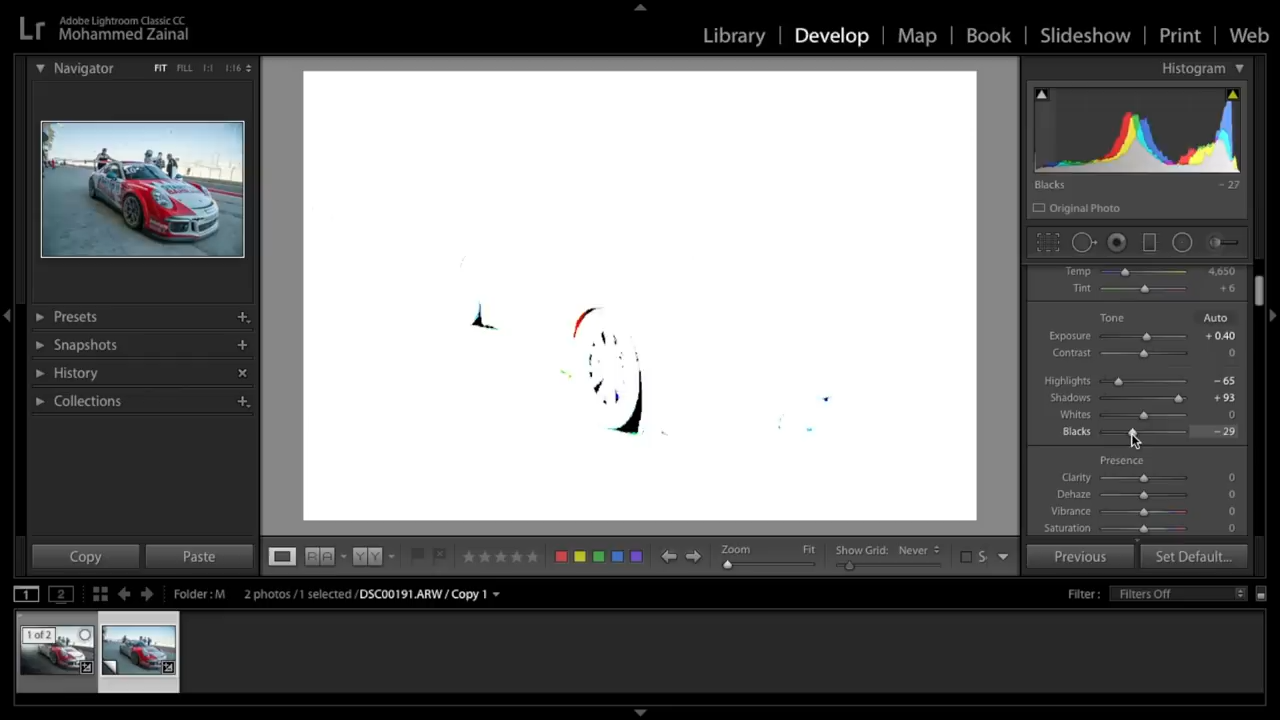 Lr Adobe Lightroom Classic CC
Mohammed Zainal
Library | Develop | Map | Book | Slideshow | Print | Web
Navigator FIT FILL 1:1 1:16
Histogram
Blacks - 27
Original Photo
Temp 4,650
Tint + 6
Tone Auto
Exposure + 0.40
Contrast 0
Highlights - 65
Shadows + 93
Whites 0
Blacks - 29
Presence
Clarity 0
Dehaze 0
Vibrance 0
Saturation 0
Presets
Snapshots
History
Collections
Copy Paste
R A Y Y
Zoom Fit
Show Grid: Never
S
Previous Set Default...
1 2 Folder : M 2 photos / 1 selected / DSC00191.ARW / Copy 1
Filter : Filters Off
1 of 2